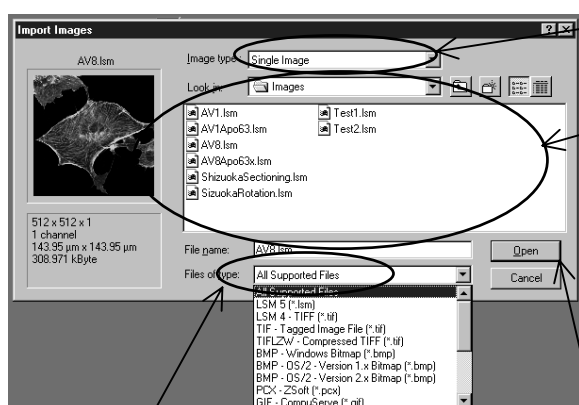 Import Images
AV8.lsm
Image type: Single Image
Look in: Images
AV1.lsm
AV1Apo63.lsm
AV8.lsm
AV8Apo63x.lsm
ShizuokaSectioning.lsm
SizuokaRotation.lsm
Test1.lsm
Test2.lsm
512 x 512 x 1
1 channel
143.95 µm x 143.95 µm
308.971 kByte
File name: AV8.lsm
Open
Files of type: All Supported Files
Cancel
All Supported Files
LSM 5 (*.lsm)
LSM 4 - TIFF (*.tif)
TIF - Tagged Image File (*.tif)
TIFLZW - Compressed TIFF (*.tif)
BMP - Windows Bitmap (*.bmp)
BMP - OS/2 - Version 1.x Bitmap (*.bmp)
BMP - OS/2 - Version 2.x Bitmap (*.bmp)
PCX - ZSoft (*.pcx)
GIF - CompuServe (*.gif)